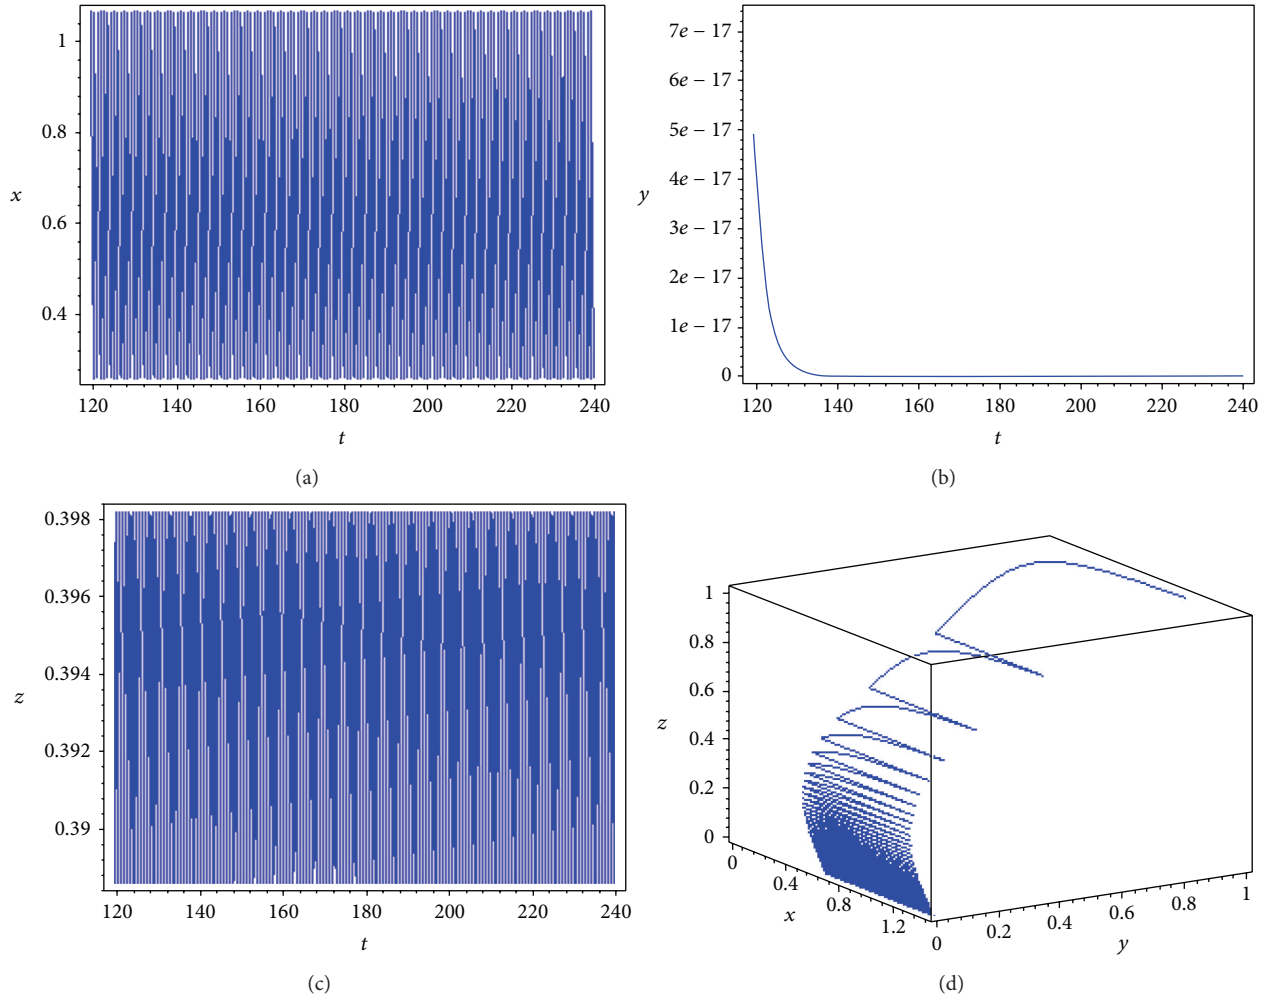 1
0.8
x
0.6
0.4
120 140 160 180 200 220 240
t
(a)
7e − 17
6e − 17
5e − 17
4e − 17
y
3e − 17
2e − 17
1e − 17
0
120 140 160 180 200 220 240
t
(b)
0.398
0.396
0.394
z
0.392
0.39
120 140 160 180 200 220 240
t
(c)
1
0.8
0.6
z
0.4
0.2
0
0 0.4 0.8 1.2
x
0 0.2 0.4 0.6 0.8 1
y
(d)